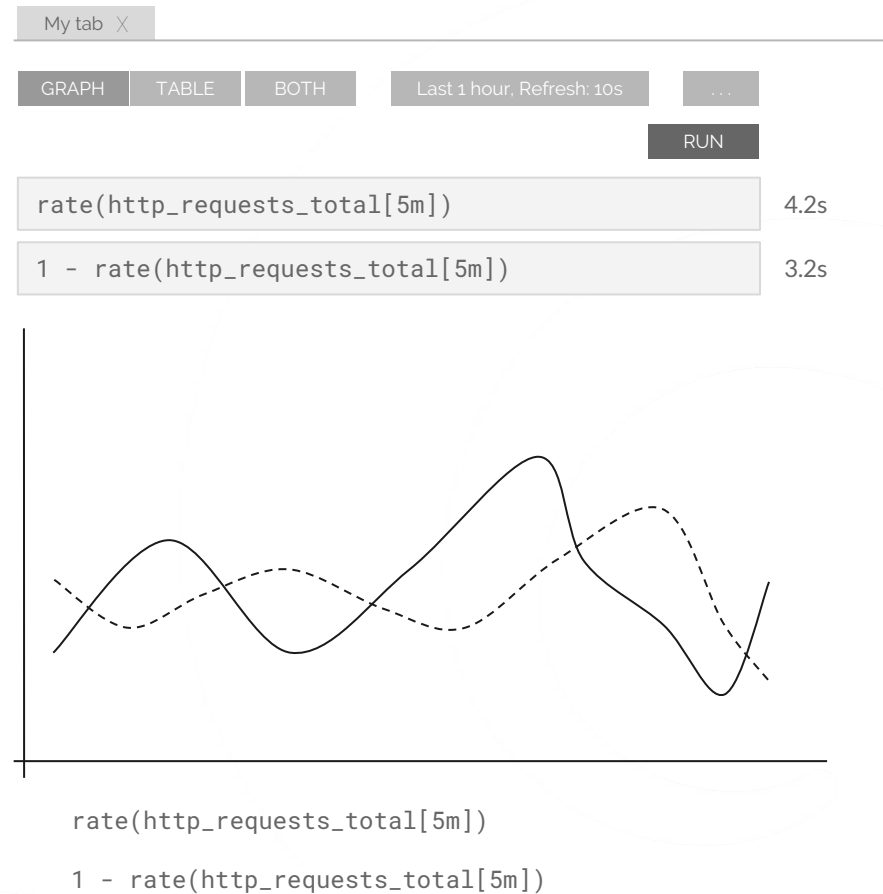 My tab X
GRAPH TABLE BOTH Last 1 hour, Refresh: 10s ...
RUN
rate(http_requests_total[5m]) 4.2s
1 - rate(http_requests_total[5m]) 3.2s
rate(http_requests_total[5m])
1 - rate(http_requests_total[5m])